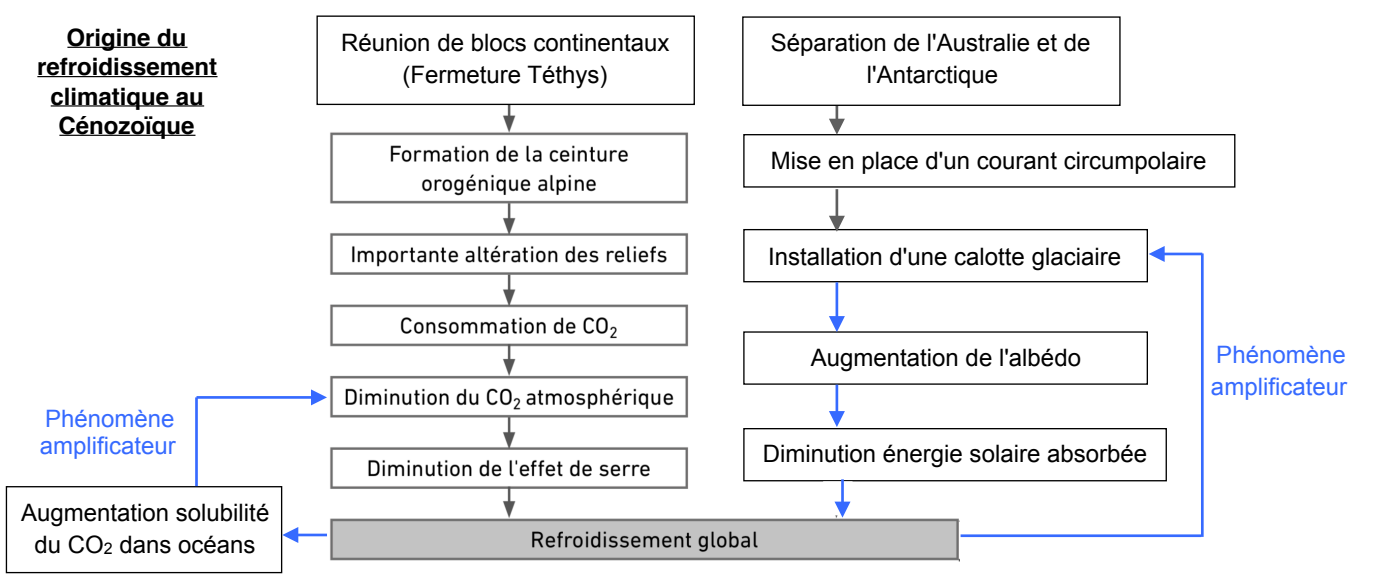 Origine du
refroidissement
climatique au
Cénozoïque
Réunion de blocs continentaux
(Fermeture Téthys)
Formation de la ceinture
orogénique alpine
Importante altération des reliefs
Consommation de CO₂
Diminution du CO₂ atmosphérique
Diminution de l'effet de serre
Séparation de l'Australie et de
l'Antarctique
Mise en place d'un courant circumpolaire
Installation d'une calotte glaciaire
Augmentation de l'albédo
Diminution énergie solaire absorbée
Refroidissement global
Phénomène
amplificateur
Augmentation solubilité
du CO₂ dans océans
Phénomène
amplificateur